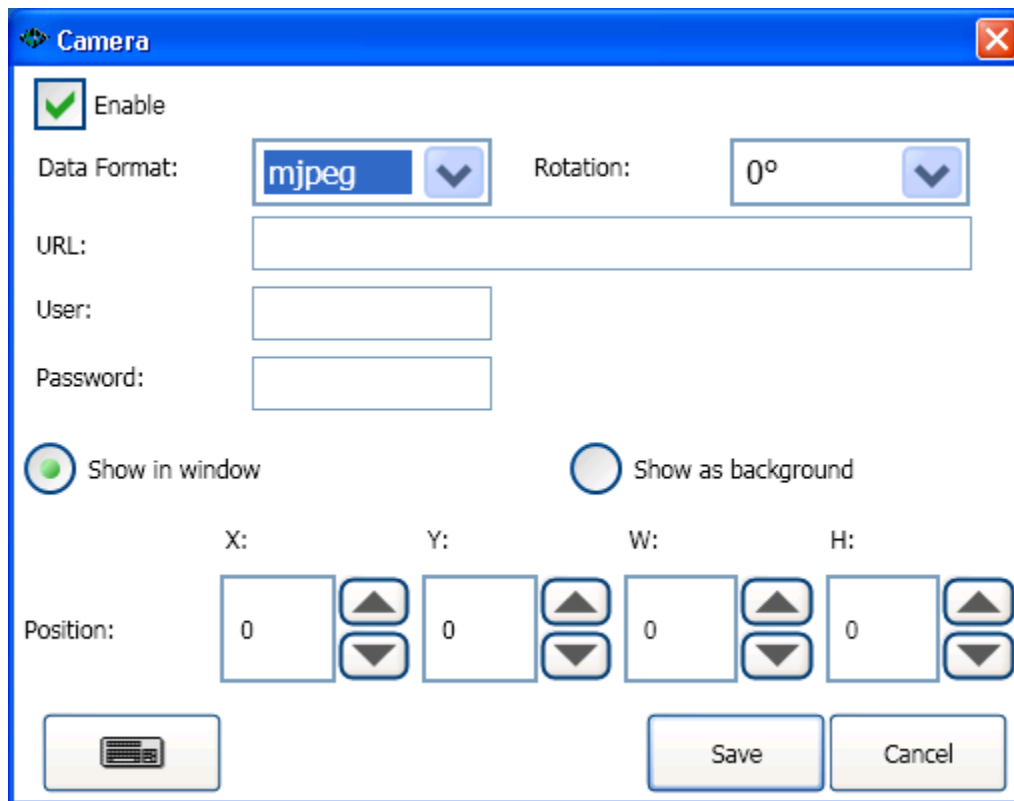 Camera
Enable
Data Format: mjpeg Rotation: 0º
URL:
User:
Password:
Show in window Show as background
X: Y: W: H:
Position: 0 0 0 0
Save Cancel